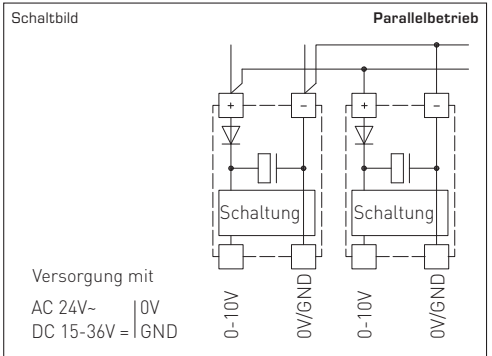 Schaltbild
Parallelbetrieb
+ − + −
Schaltung Schaltung
Versorgung mit
AC 24V~ | 0V
DC 15-36V = | GND
0-10V
0V/GND
0-10V
0V/GND